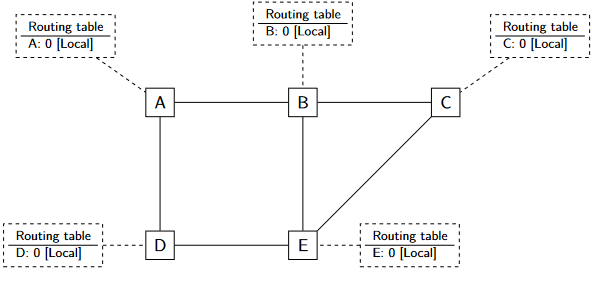 Routing table
A: 0 [Local]
Routing table
B: 0 [Local]
Routing table
C: 0 [Local]
A
B
C
Routing table
D: 0 [Local]
D
E
Routing table
E: 0 [Local]